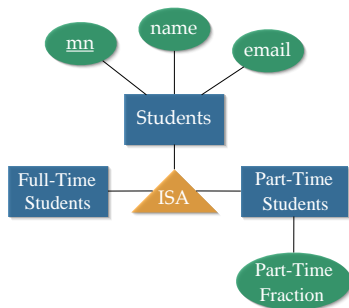 mn
name
email
Students
Full-Time
Students
ISA
Part-Time
Students
Part-Time
Fraction